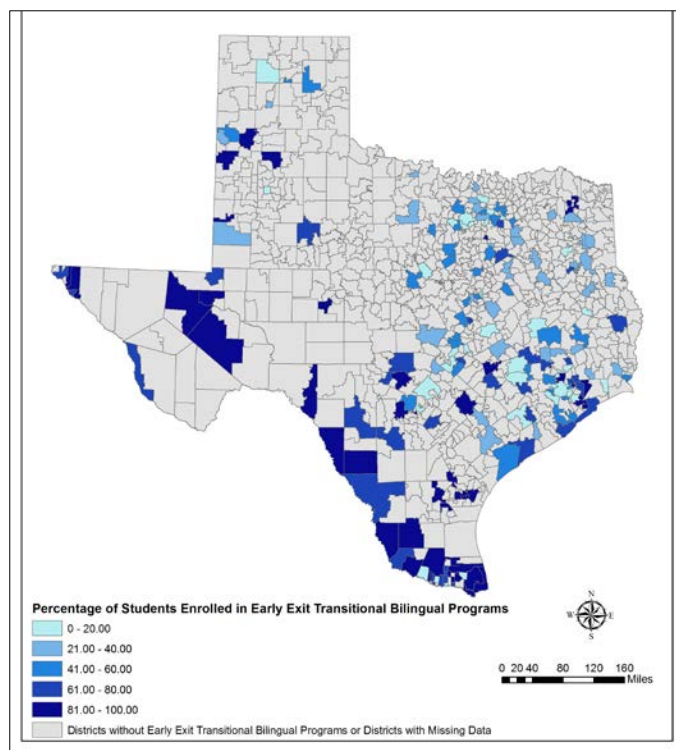 Percentage of Students Enrolled in Early Exit Transitional Bilingual Programs
0 - 20.00
21.00 - 40.00
41.00 - 60.00
61.00 - 80.00
81.00 - 100.00
Districts without Early Exit Transitional Bilingual Programs or Districts with Missing Data
N
W E
S
0 20 40 80 120 160
Miles